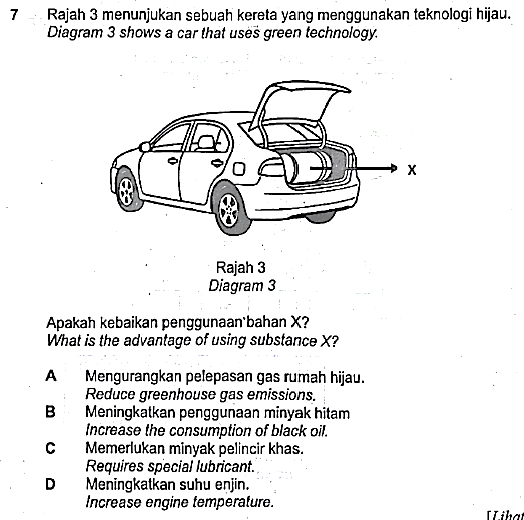 7 Rajah 3 menunjukan sebuah kereta yang menggunakan teknologi hijau.
Diagram 3 shows a car that uses green technology.
X
Rajah 3
Diagram 3
Apakah kebaikan penggunaan bahan X?
What is the advantage of using substance X?
A Mengurangkan pelepasan gas rumah hijau.
Reduce greenhouse gas emissions.
B Meningkatkan penggunaan minyak hitam
Increase the consumption of black oil.
C Memerlukan minyak pelincir khas.
Requires special lubricant.
D Meningkatkan suhu enjin.
Increase engine temperature.
[Lihat